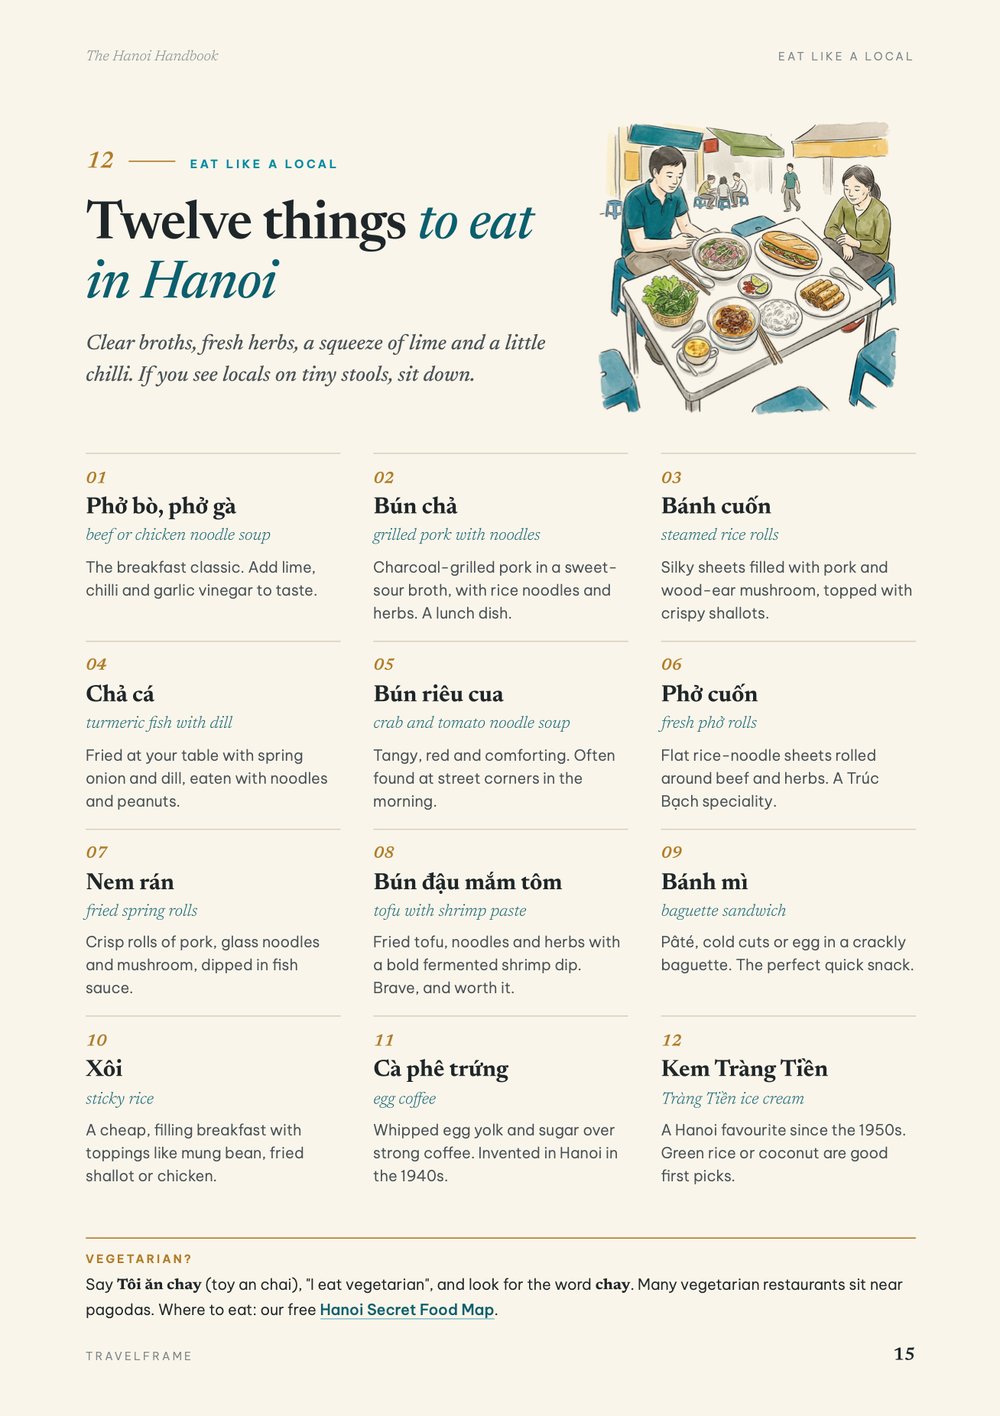 The Hanoi Handbook
EAT LIKE A LOCAL
12
EAT LIKE A LOCAL
Twelve things to eat
in Hanoi
Clear broths, fresh herbs, a squeeze of lime and a little
chilli. If you see locals on tiny stools, sit down.
01
Phở bò, phở gà
beef or chicken noodle soup
The breakfast classic. Add lime,
chilli and garlic vinegar to taste.
02
Bún chả
grilled pork with noodles
Charcoal-grilled pork in a sweet-
sour broth, with rice noodles and
herbs. A lunch dish.
03
Bánh cuốn
steamed rice rolls
Silky sheets filled with pork and
wood-ear mushroom, topped with
crispy shallots.
04
Chả cá
turmeric fish with dill
Fried at your table with spring
onion and dill, eaten with noodles
and peanuts.
05
Bún riêu cua
crab and tomato noodle soup
Tangy, red and comforting. Often
found at street corners in the
morning.
06
Phở cuốn
fresh phở rolls
Flat rice-noodle sheets rolled
around beef and herbs. A Trúc
Bạch speciality.
07
Nem rán
fried spring rolls
Crisp rolls of pork, glass noodles
and mushroom, dipped in fish
sauce.
08
Bún đậu mắm tôm
tofu with shrimp paste
Fried tofu, noodles and herbs with
a bold fermented shrimp dip.
Brave, and worth it.
09
Bánh mì
baguette sandwich
Pâté, cold cuts or egg in a crackly
baguette. The perfect quick snack.
10
Xôi
sticky rice
A cheap, filling breakfast with
toppings like mung bean, fried
shallot or chicken.
11
Cà phê trứng
egg coffee
Whipped egg yolk and sugar over
strong coffee. Invented in Hanoi in
the 1940s.
12
Kem Tràng Tiền
Tràng Tiền ice cream
A Hanoi favourite since the 1950s.
Green rice or coconut are good
first picks.
VEGETARIAN?
Say Tôi ăn chay (toy an chai), "I eat vegetarian", and look for the word chay. Many vegetarian restaurants sit near
pagodas. Where to eat: our free Hanoi Secret Food Map.
TRAVELFRAME
15